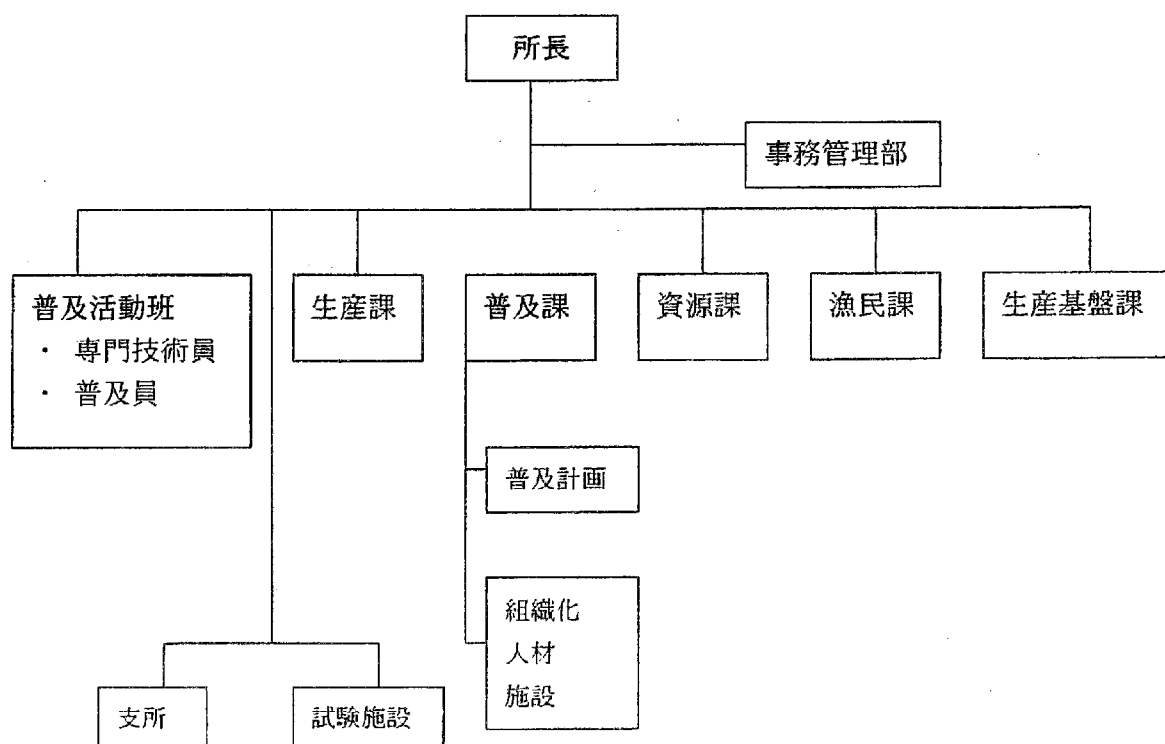 所長
事務管理部
普及活動班
・ 専門技術員
・ 普及員
生産課
普及課
資源課
漁民課
生産基盤課
普及計画
組織化
人材
施設
支所
試験施設